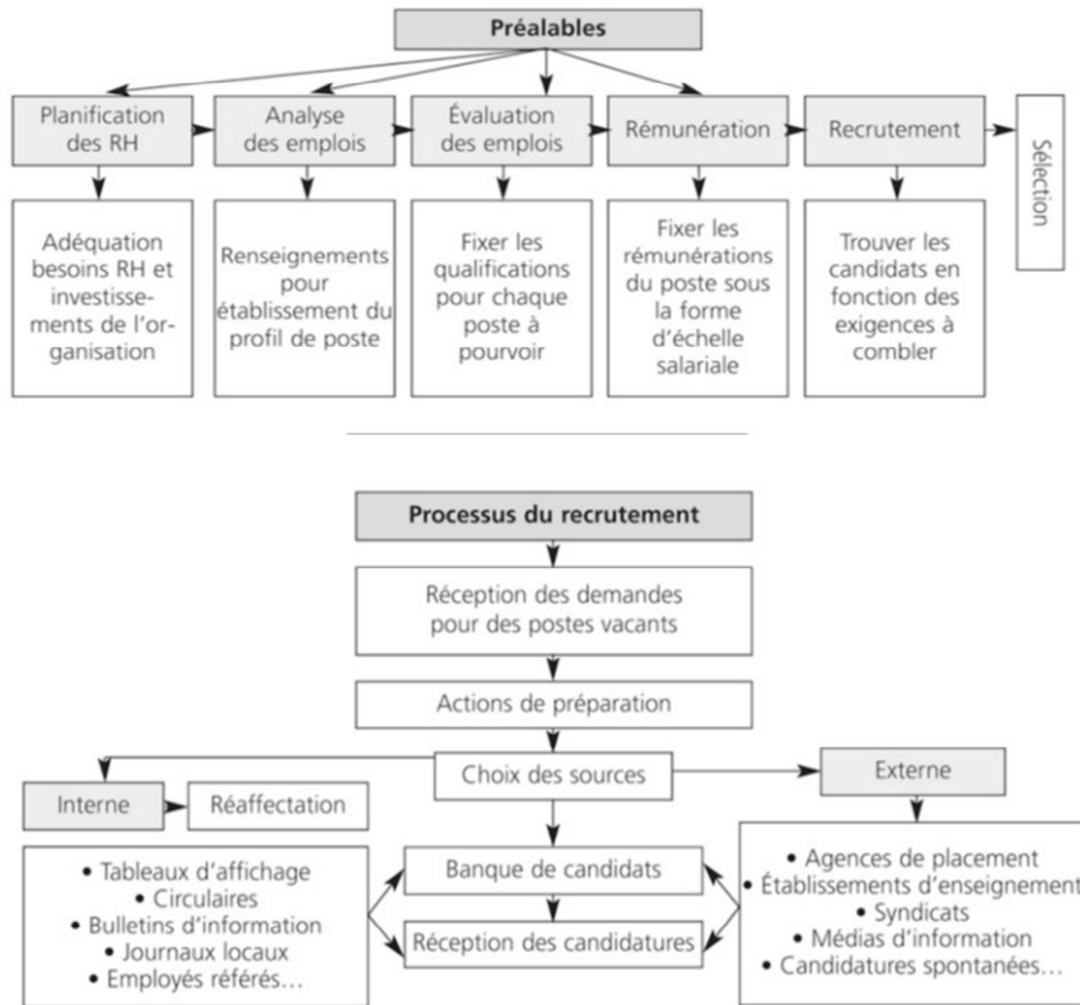 Préalables
Planification
des RH
Analyse
des emplois
Évaluation
des emplois
Rémunération
Recrutement
Sélection
Adéquation
besoins RH et
investisse-
ments de l'or-
ganisation
Renseignements
pour
établissement du
profil de poste
Fixer les
qualifications
pour chaque
poste à
pourvoir
Fixer les
rémunérations
du poste sous
la forme
d'échelle
salariale
Trouver les
candidats en
fonction des
exigences à
combler
Processus du recrutement
Réception des demandes
pour des postes vacants
Actions de préparation
Choix des sources
Externe
Interne
Réaffectation
• Tableaux d'affichage
• Circulaires
• Bulletins d'information
• Journaux locaux
• Employés référés…
Banque de candidats
Réception des candidatures
• Agences de placement
• Établissements d'enseignement
• Syndicats
• Médias d'information
• Candidatures spontanées…